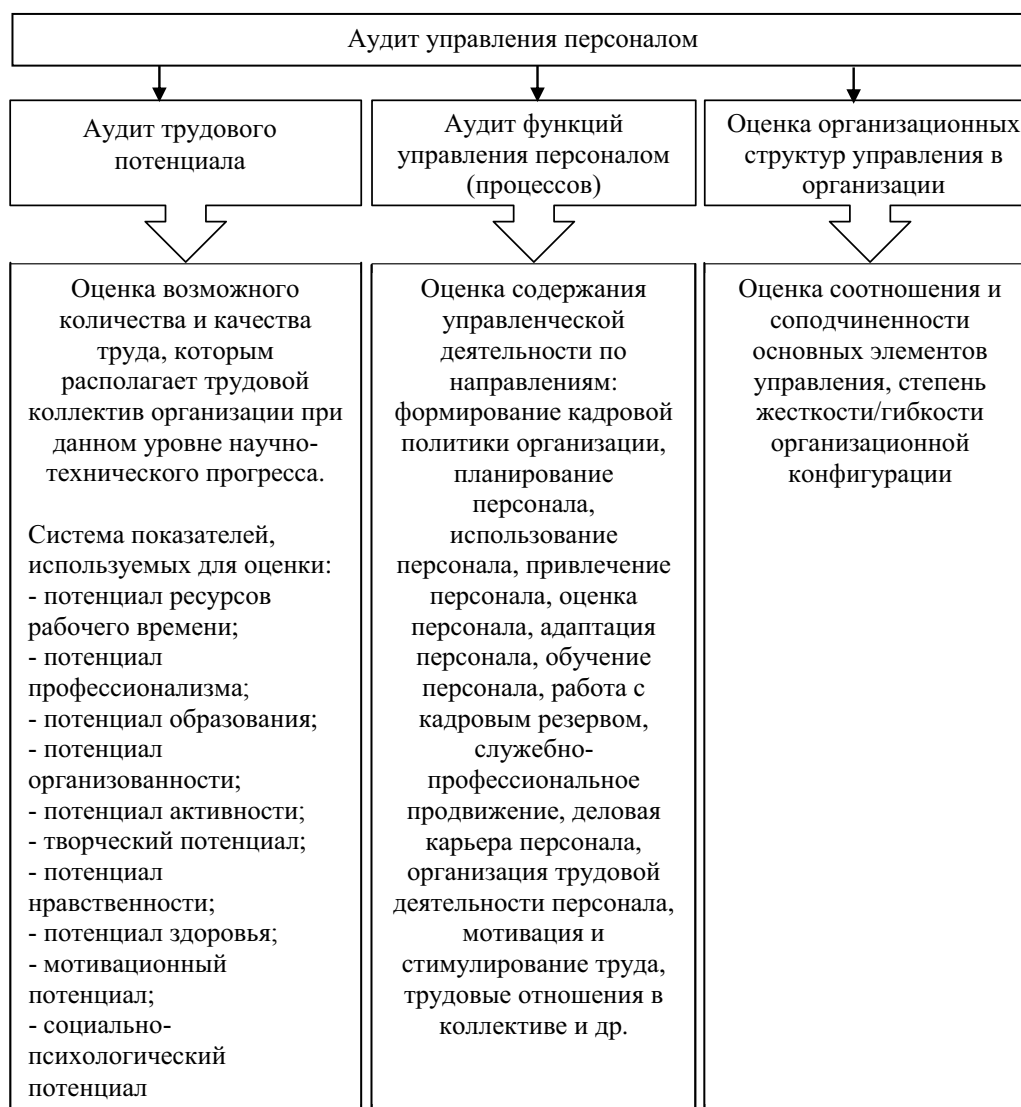 Аудит управления персоналом
Аудит трудового
потенциала
Аудит функций
управления персоналом
(процессов)
Оценка организационных
структур управления в
организации
Оценка возможного
количества и качества
труда, которым
располагает трудовой
коллектив организации при
данном уровне научно-
технического прогресса.
Система показателей,
используемых для оценки:
- потенциал ресурсов
рабочего времени;
- потенциал
профессионализма;
- потенциал образования;
- потенциал
организованности;
- потенциал активности;
- творческий потенциал;
- потенциал
нравственности;
- потенциал здоровья;
- мотивационный
потенциал;
- социально-
психологический
потенциал
Оценка содержания
управленческой
деятельности по
направлениям:
формирование кадровой
политики организации,
планирование
персонала,
использование
персонала, привлечение
персонала, оценка
персонала, адаптация
персонала, обучение
персонала, работа с
кадровым резервом,
служебно-
профессиональное
продвижение, деловая
карьера персонала,
организация трудовой
деятельности персонала,
мотивация и
стимулирование труда,
трудовые отношения в
коллективе и др.
Оценка соотношения и
соподчиненности
основных элементов
управления, степень
жесткости/гибкости
организационной
конфигурации